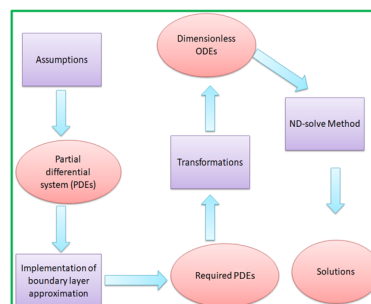 Assumptions
Partial
differential
system (PDEs)
Implementation of
boundary layer
approximation
Required PDEs
Transformations
Dimensionless
ODEs
ND-solve Method
Solutions